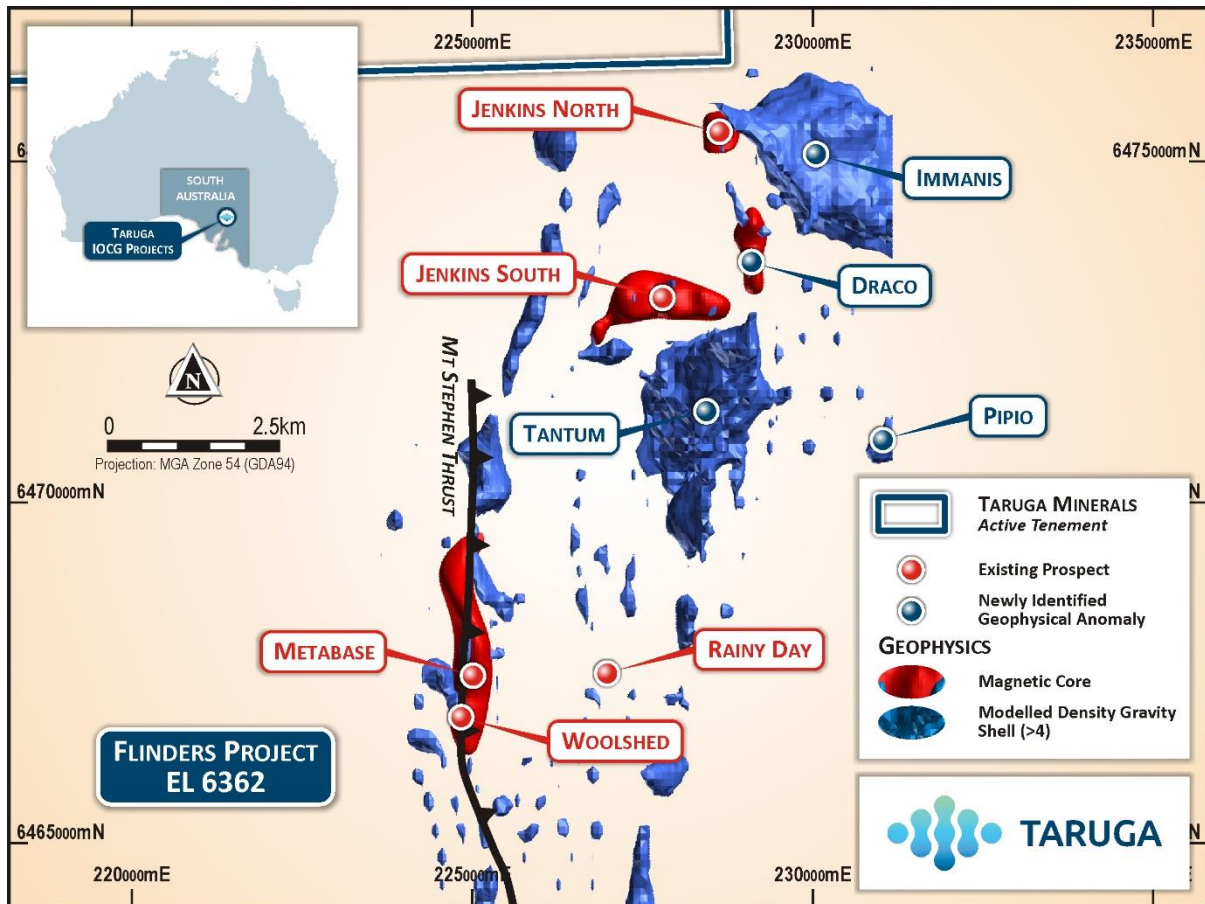 225000mE
230000mE
235000mE
SOUTH
AUSTRALIA
TARUGA
IOCG PROJECTS
JENKINS NORTH
6475000mN
IMMANIS
JENKINS SOUTH
DRACO
N
MT STEPHEN THRUST
0
2.5km
Projection: MGA Zone 54 (GDA94)
TANTUM
PIPIO
6470000mN
TARUGA MINERALS
Active Tenement
Existing Prospect
Newly Identified
Geophysical Anomaly
GEOPHYSICS
Magnetic Core
Modelled Density Gravity
Shell (>4)
METABASE
RAINY DAY
WOOLSHED
FLINDERS PROJECT
EL 6362
6465000mN
TARUGA
220000mE
225000mE
230000mE